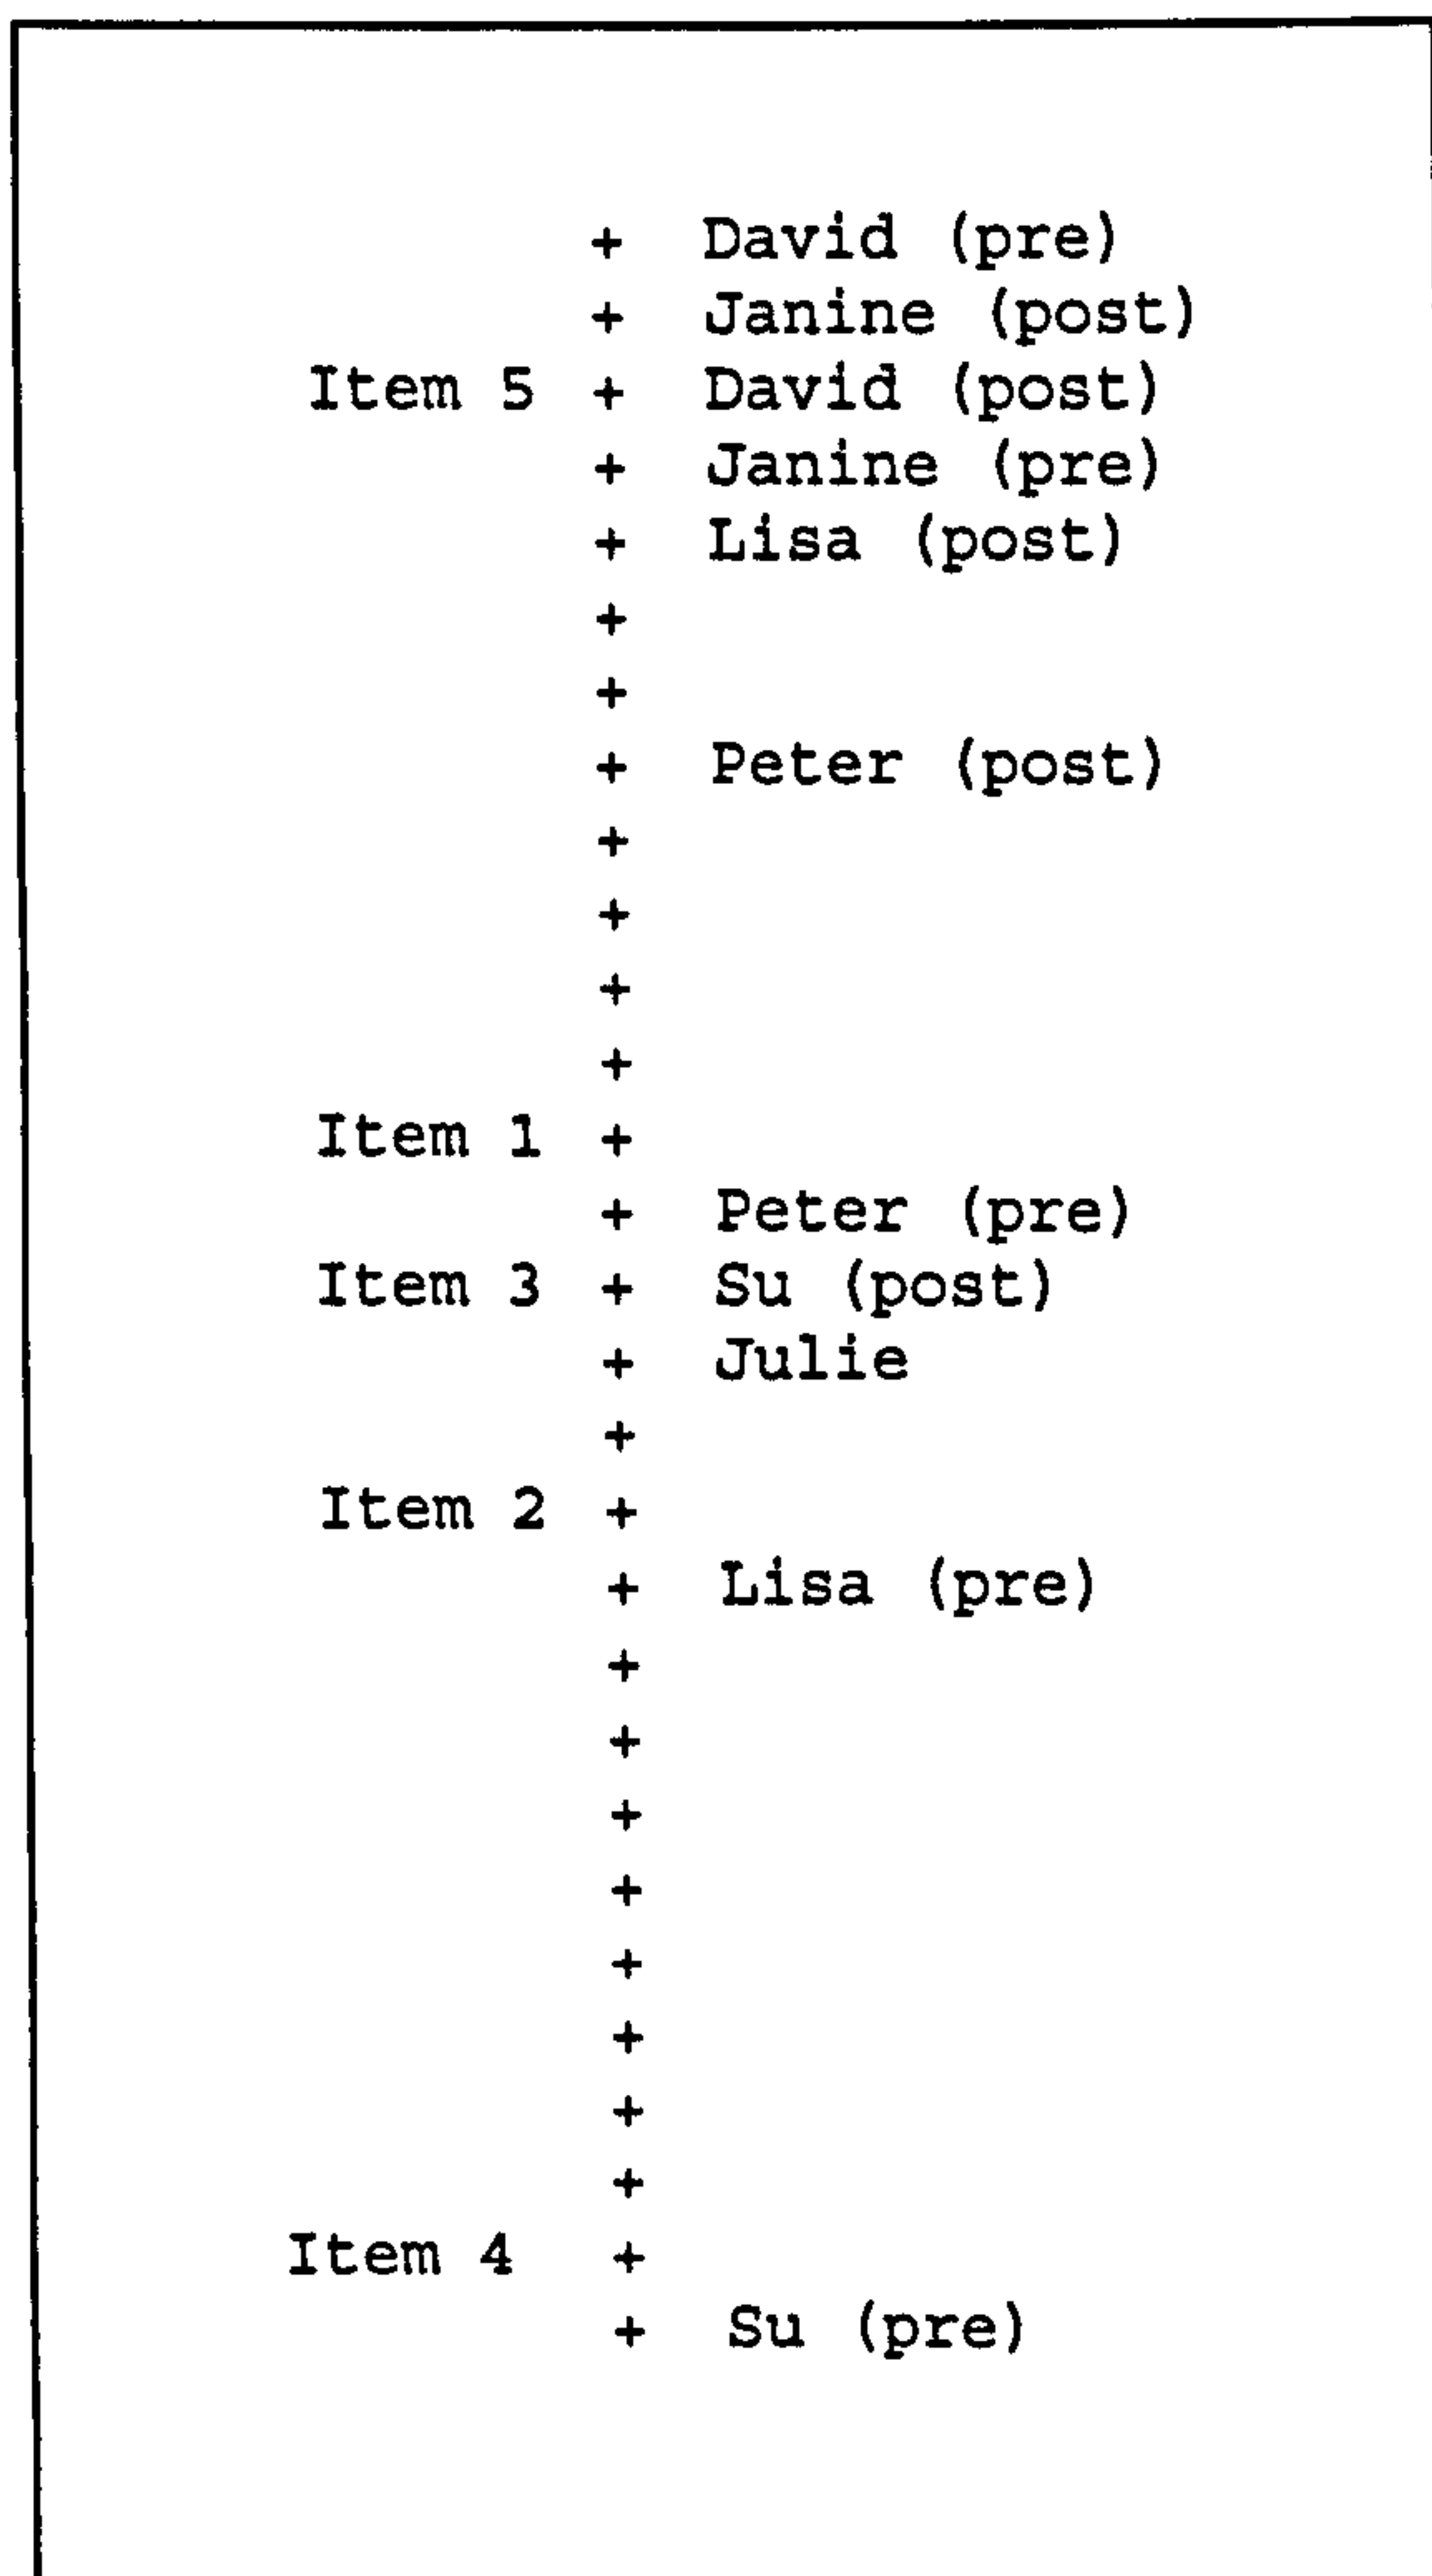 + David (pre)
+ Janine (post)
Item 5 + David (post)
+ Janine (pre)
+ Lisa (post)
+
+
+ Peter (post)
+
+
+
+
Item 1 +
+ Peter (pre)
Item 3 + Su (post)
+ Julie
+
Item 2 +
+ Lisa (pre)
+
+
+
+
+
+
+
+
Item 4 +
+ Su (pre)